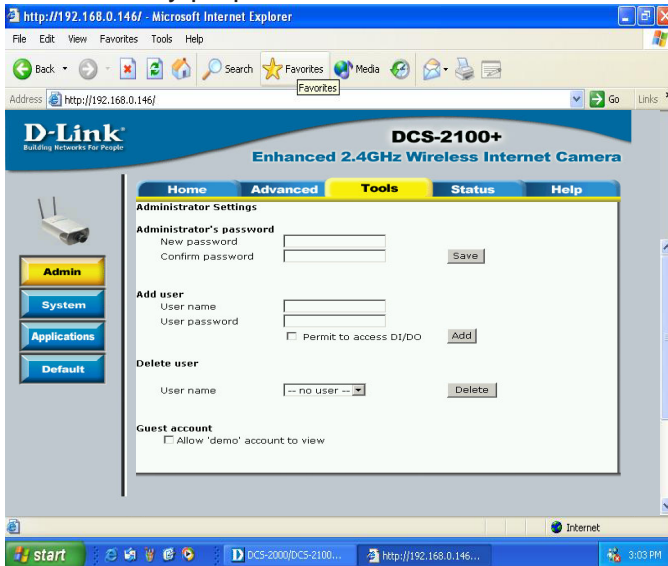 http://192.168.0.146/ - Microsoft Internet Explorer
File Edit View Favorites Tools Help
Back Search Favorites Media
Favorites
Address http://192.168.0.146/ Go Links
D-Link
Building Networks For People
DCS-2100+
Enhanced 2.4GHz Wireless Internet Camera
Home Advanced Tools Status Help
Administrator Settings
Administrator's password
New password
Confirm password Save
Admin
Add user
System
User name
User password
Applications
Permit to access DI/DO Add
Delete user
Default
User name -- no user -- Delete
Guest account
Allow 'demo' account to view
Internet
start DCS-2000/DCS-2100... http://192.168.0.146... 3:03 PM